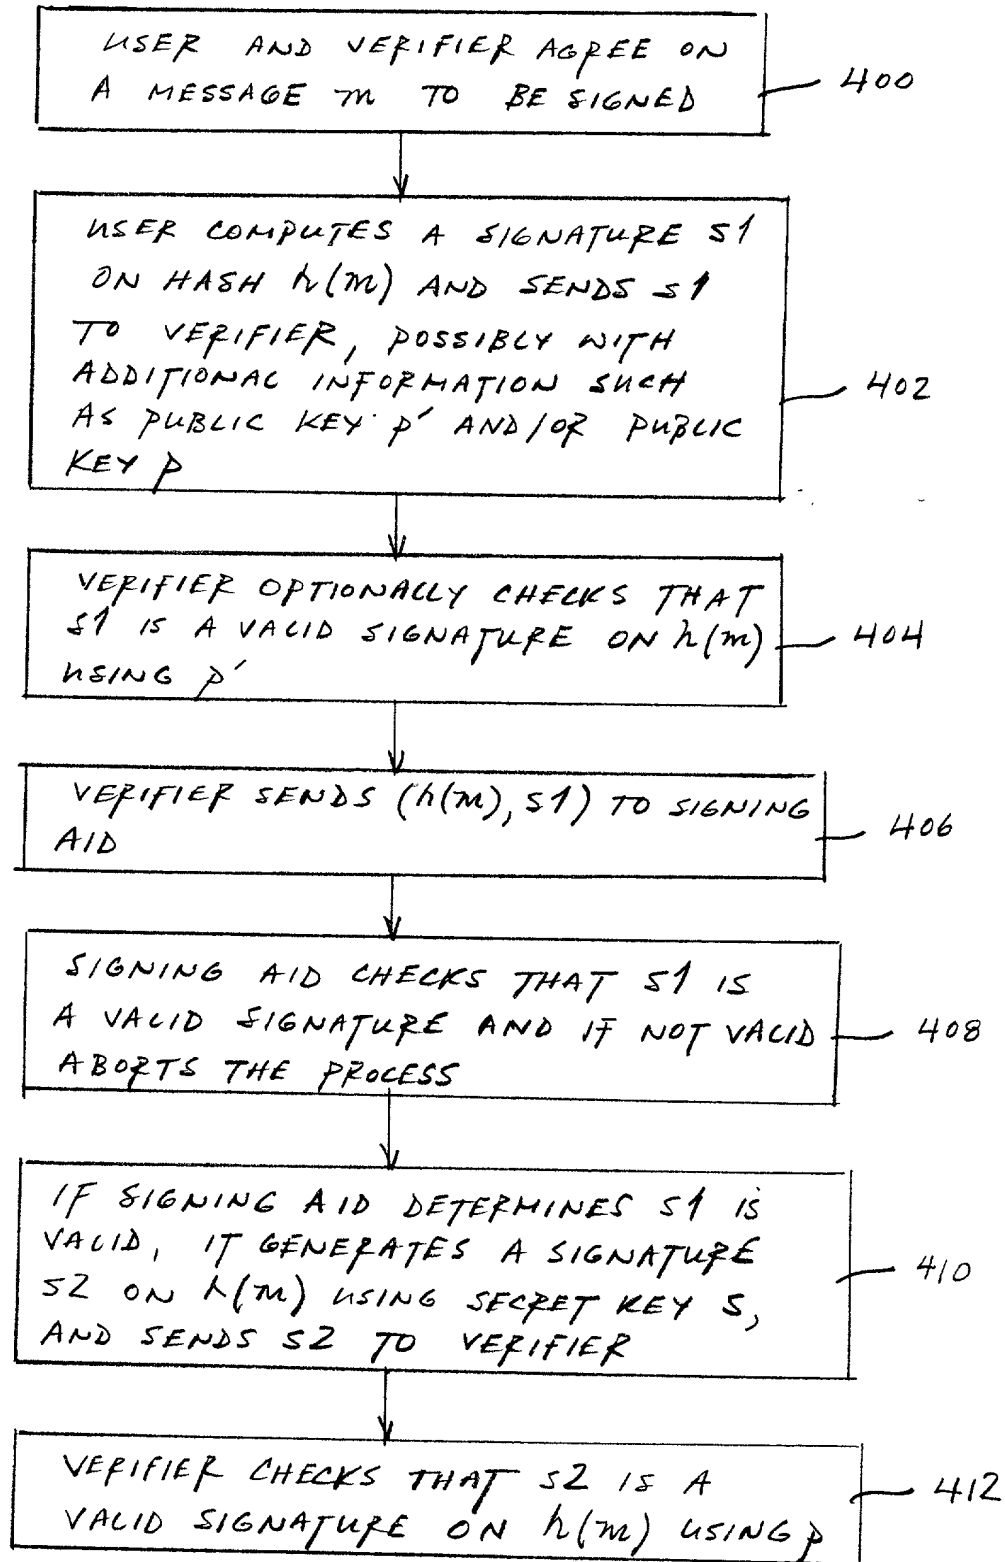 USER AND VERIFIER AGREE ON
A MESSAGE m TO BE SIGNED
400
USER COMPUTES A SIGNATURE S1
ON HASH h(m) AND SENDS S1
TO VERIFIER, POSSIBLY WITH
ADDITIONAL INFORMATION SUCH
AS PUBLIC KEY p' AND/OR PUBLIC
KEY p
402
VERIFIER OPTIONALLY CHECKS THAT
S1 IS A VALID SIGNATURE ON h(m)
USING p'
404
VERIFIER SENDS (h(m), S1) TO SIGNING
AID
406
SIGNING AID CHECKS THAT S1 IS
A VALID SIGNATURE AND IF NOT VALID
ABORTS THE PROCESS
408
IF SIGNING AID DETERMINES S1 IS
VALID, IT GENERATES A SIGNATURE
S2 ON h(m) USING SECRET KEY S,
AND SENDS S2 TO VERIFIER
410
VERIFIER CHECKS THAT S2 IS A
VALID SIGNATURE ON h(m) USING p
412